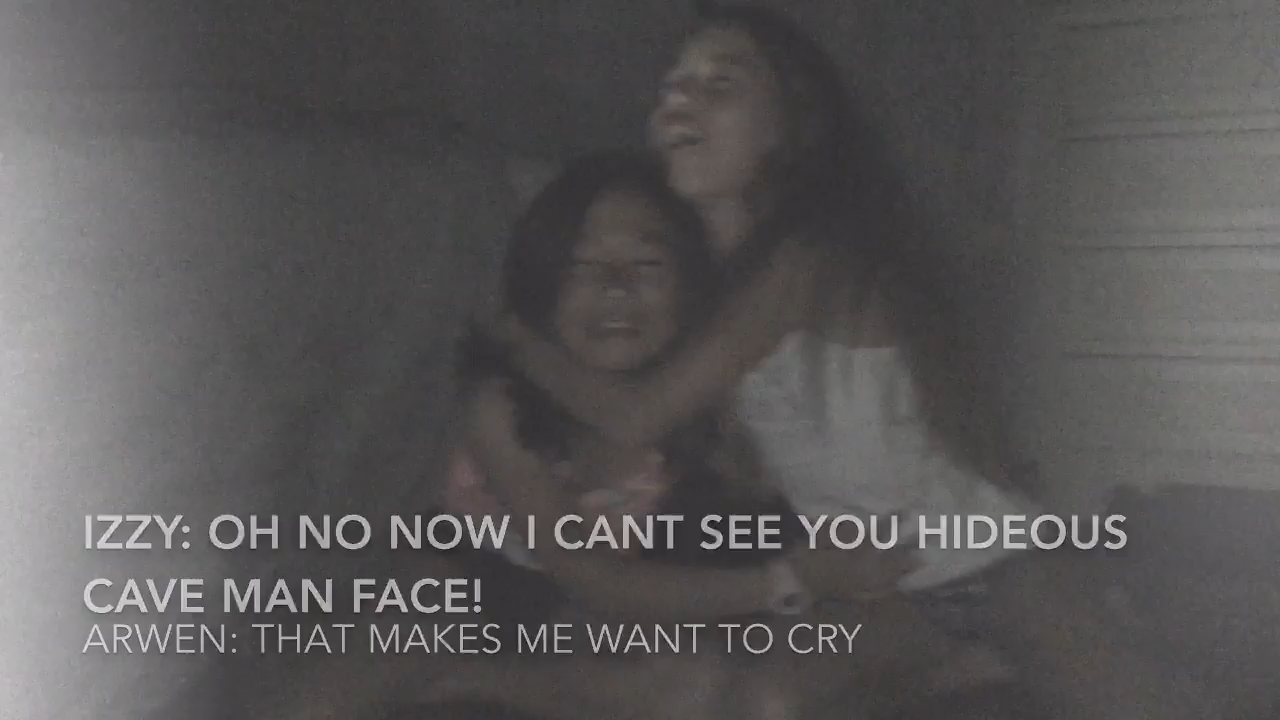 IZZY: OH NO NOW I CANT SEE YOU HIDEOUS
CAVE MAN FACE!
ARWEN: THAT MAKES ME WANT TO CRY